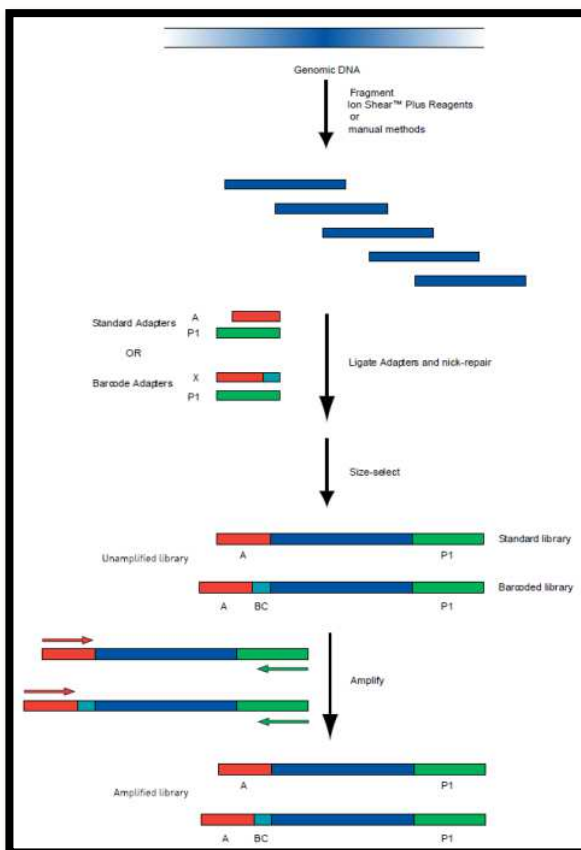 Genomic DNA
Fragment
Ion Shear™ Plus Reagents
or
manual methods
Standard Adapters
A
P1
OR
Barcode Adapters
X
P1
Ligate Adapters and nick-repair
Size-select
Unamplified library
Standard library
A
P1
Barcoded library
A
BC
P1
Amplify
Amplified library
A
P1
A
BC
P1